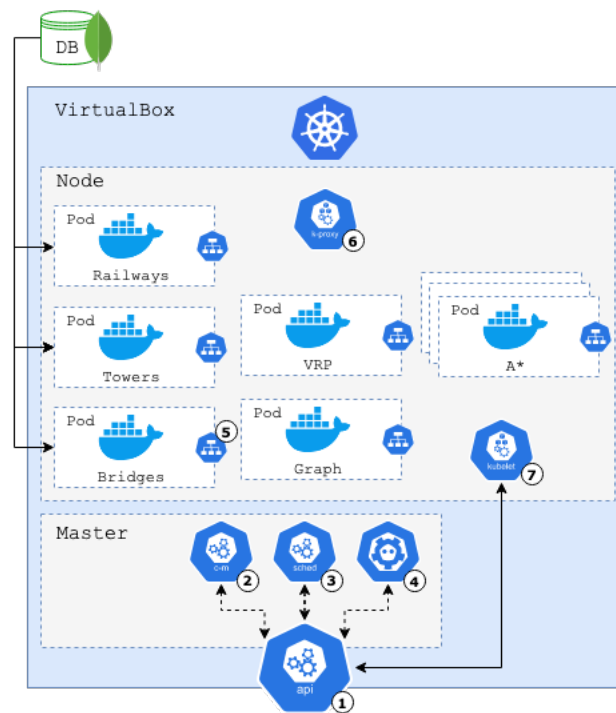 DB
VirtualBox
Node
Pod
Railways
k-proxy
6
Pod
Towers
Pod
VRP
Pod
A*
Pod
Bridges
5
Pod
Graph
kubelet
7
Master
c-m
2
sched
3
4
api
1